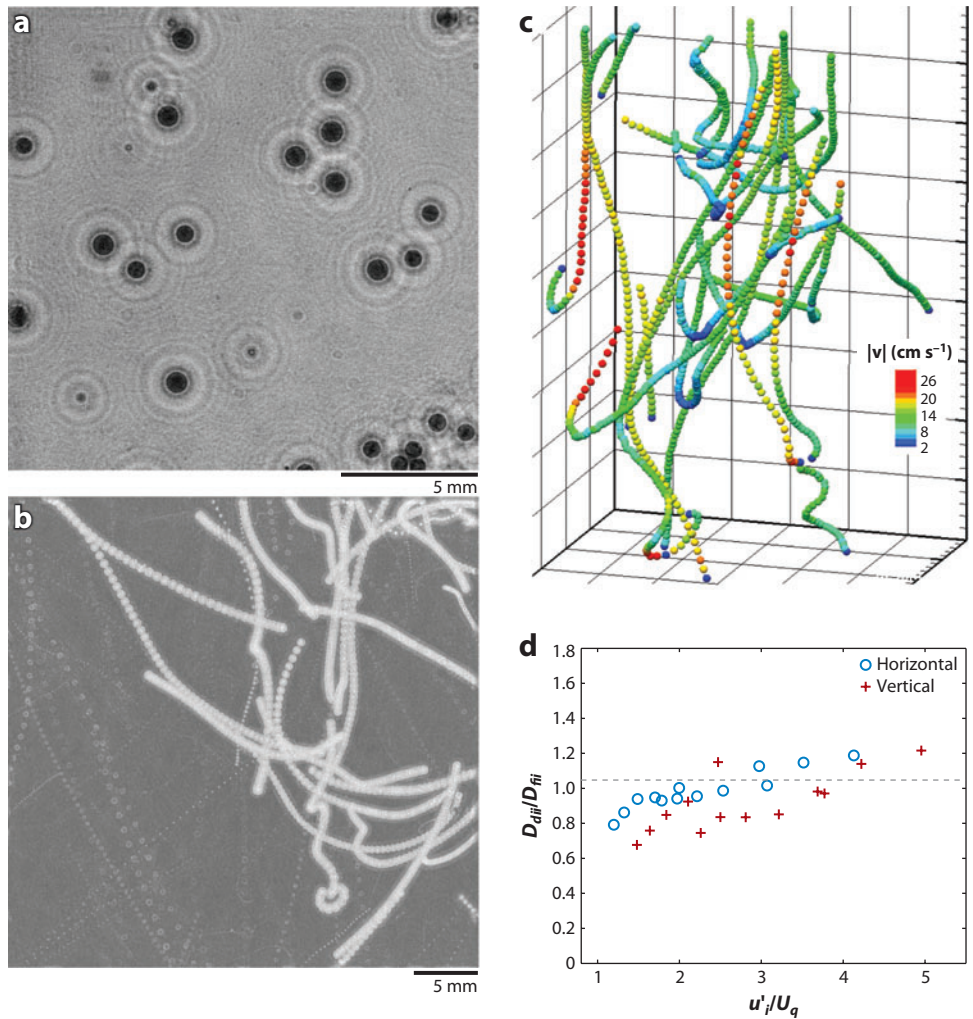 a
5 mm
b
5 mm
c
|v| (cm s⁻¹)
26
20
14
8
2
d
1.8
1.6
1.4
1.2
1.0
0.8
0.6
0.4
0.2
0
D_dii/D_fii
Horizontal
Vertical
1 2 3 4 5
u'_i/U_q